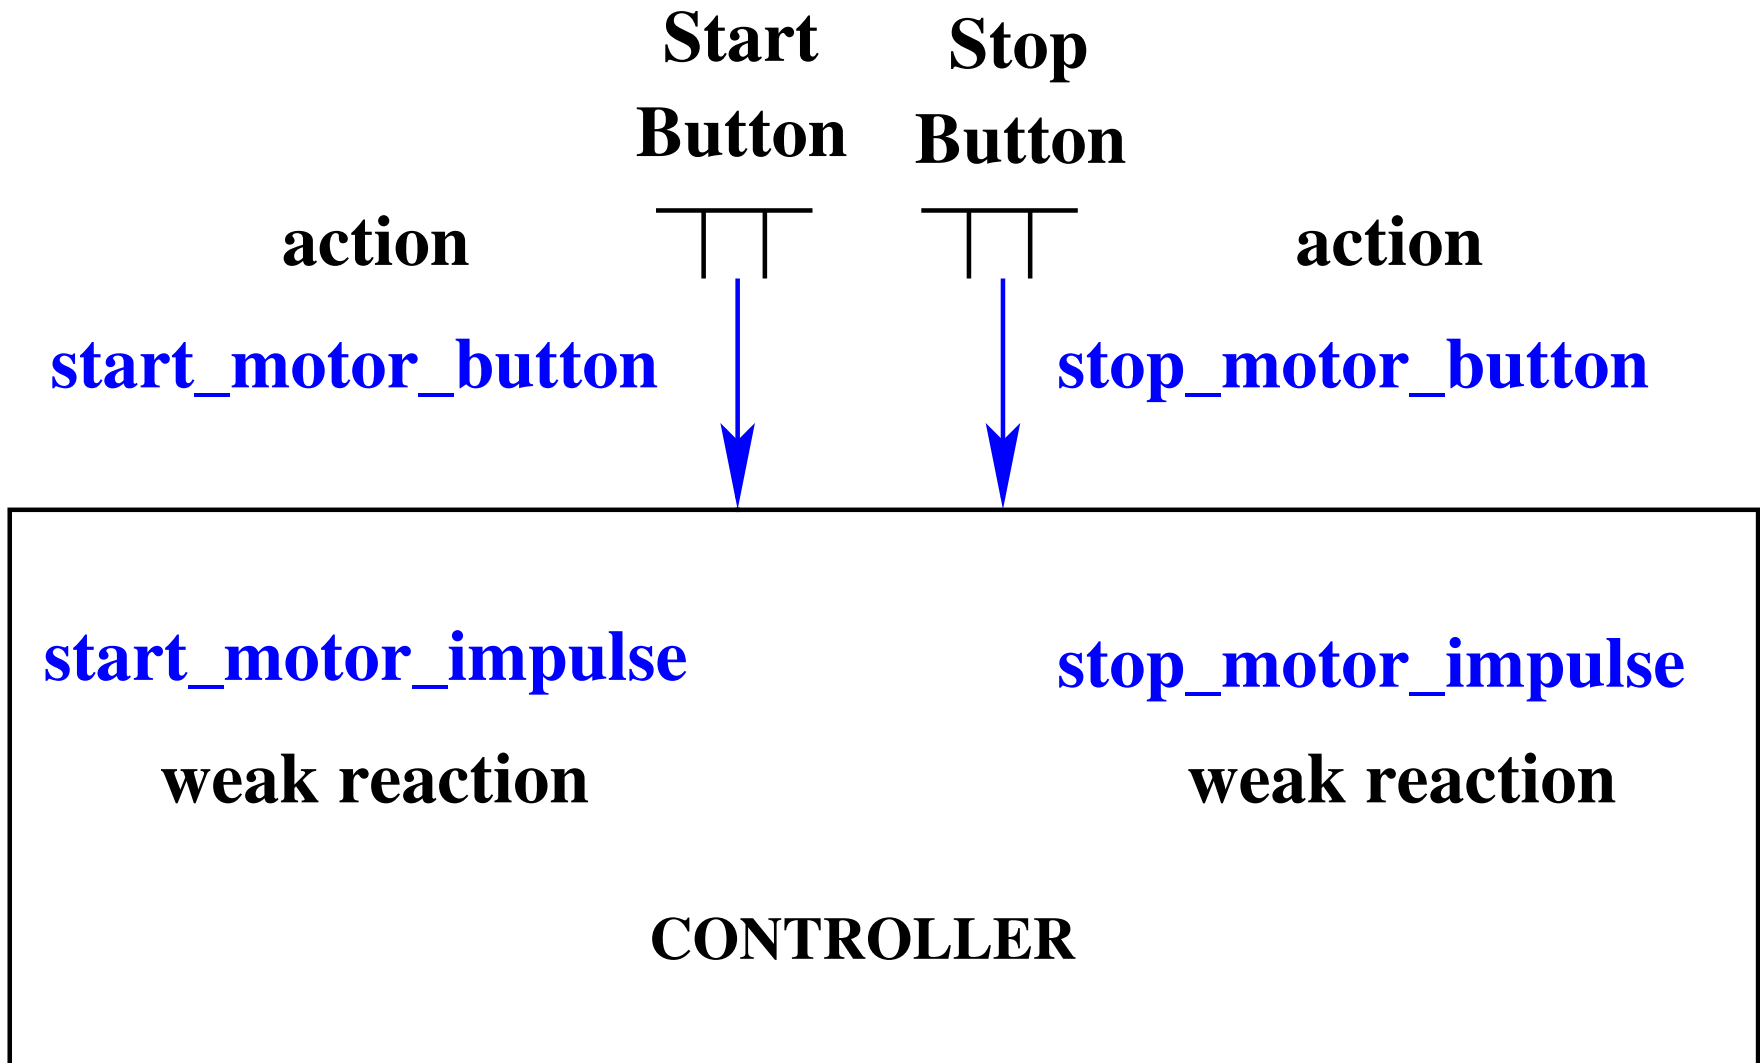 Start
Button
Stop
Button
action
action
start_motor_button
stop_motor_button
start_motor_impulse
stop_motor_impulse
weak reaction
weak reaction
CONTROLLER